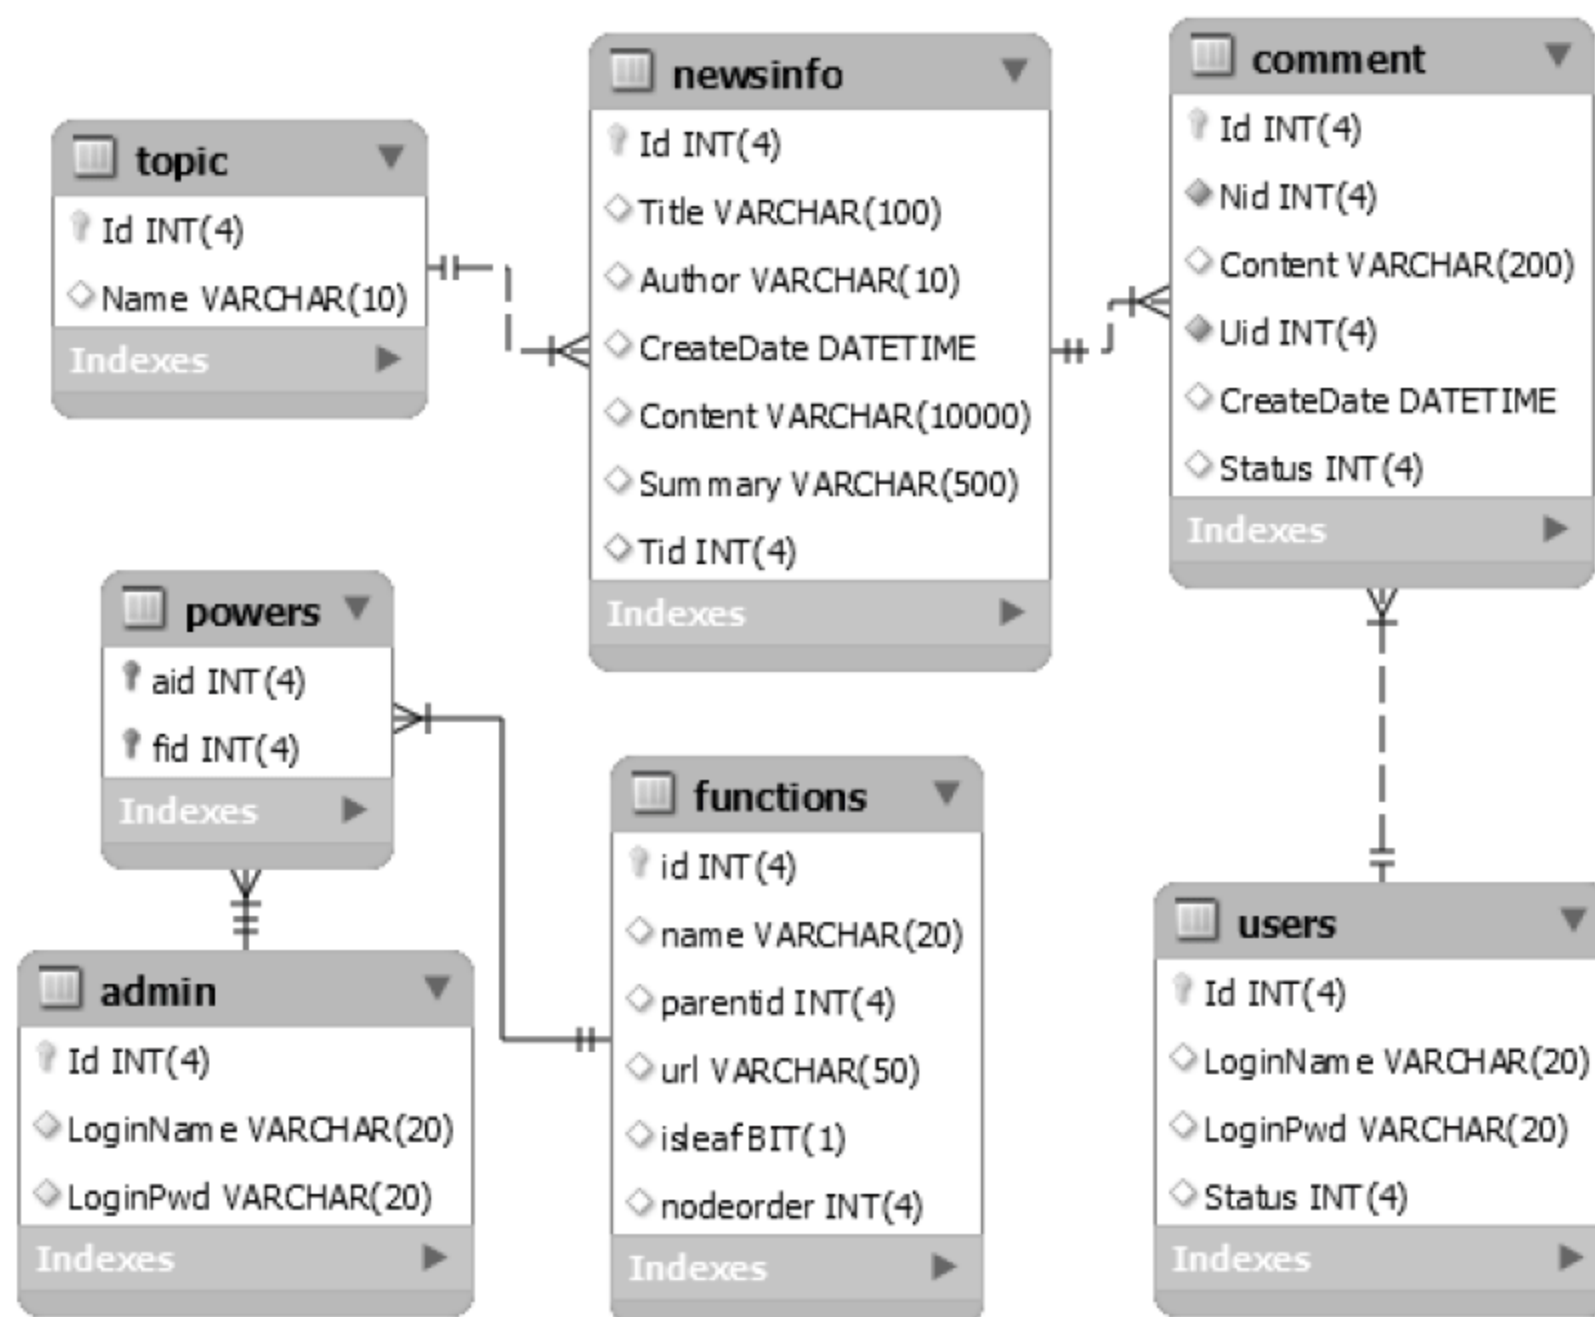 topic
Id INT(4)
Name VARCHAR(10)
Indexes
newsinfo
Id INT(4)
Title VARCHAR(100)
Author VARCHAR(10)
CreateDate DATETIME
Content VARCHAR(10000)
Summary VARCHAR(500)
Tid INT(4)
Indexes
comment
Id INT(4)
Nid INT(4)
Content VARCHAR(200)
Uid INT(4)
CreateDate DATETIME
Status INT(4)
Indexes
powers
aid INT(4)
fid INT(4)
Indexes
functions
id INT(4)
name VARCHAR(20)
parentid INT(4)
url VARCHAR(50)
isleaf BIT(1)
nodeorder INT(4)
Indexes
admin
Id INT(4)
LoginName VARCHAR(20)
LoginPwd VARCHAR(20)
Indexes
users
Id INT(4)
LoginName VARCHAR(20)
LoginPwd VARCHAR(20)
Status INT(4)
Indexes